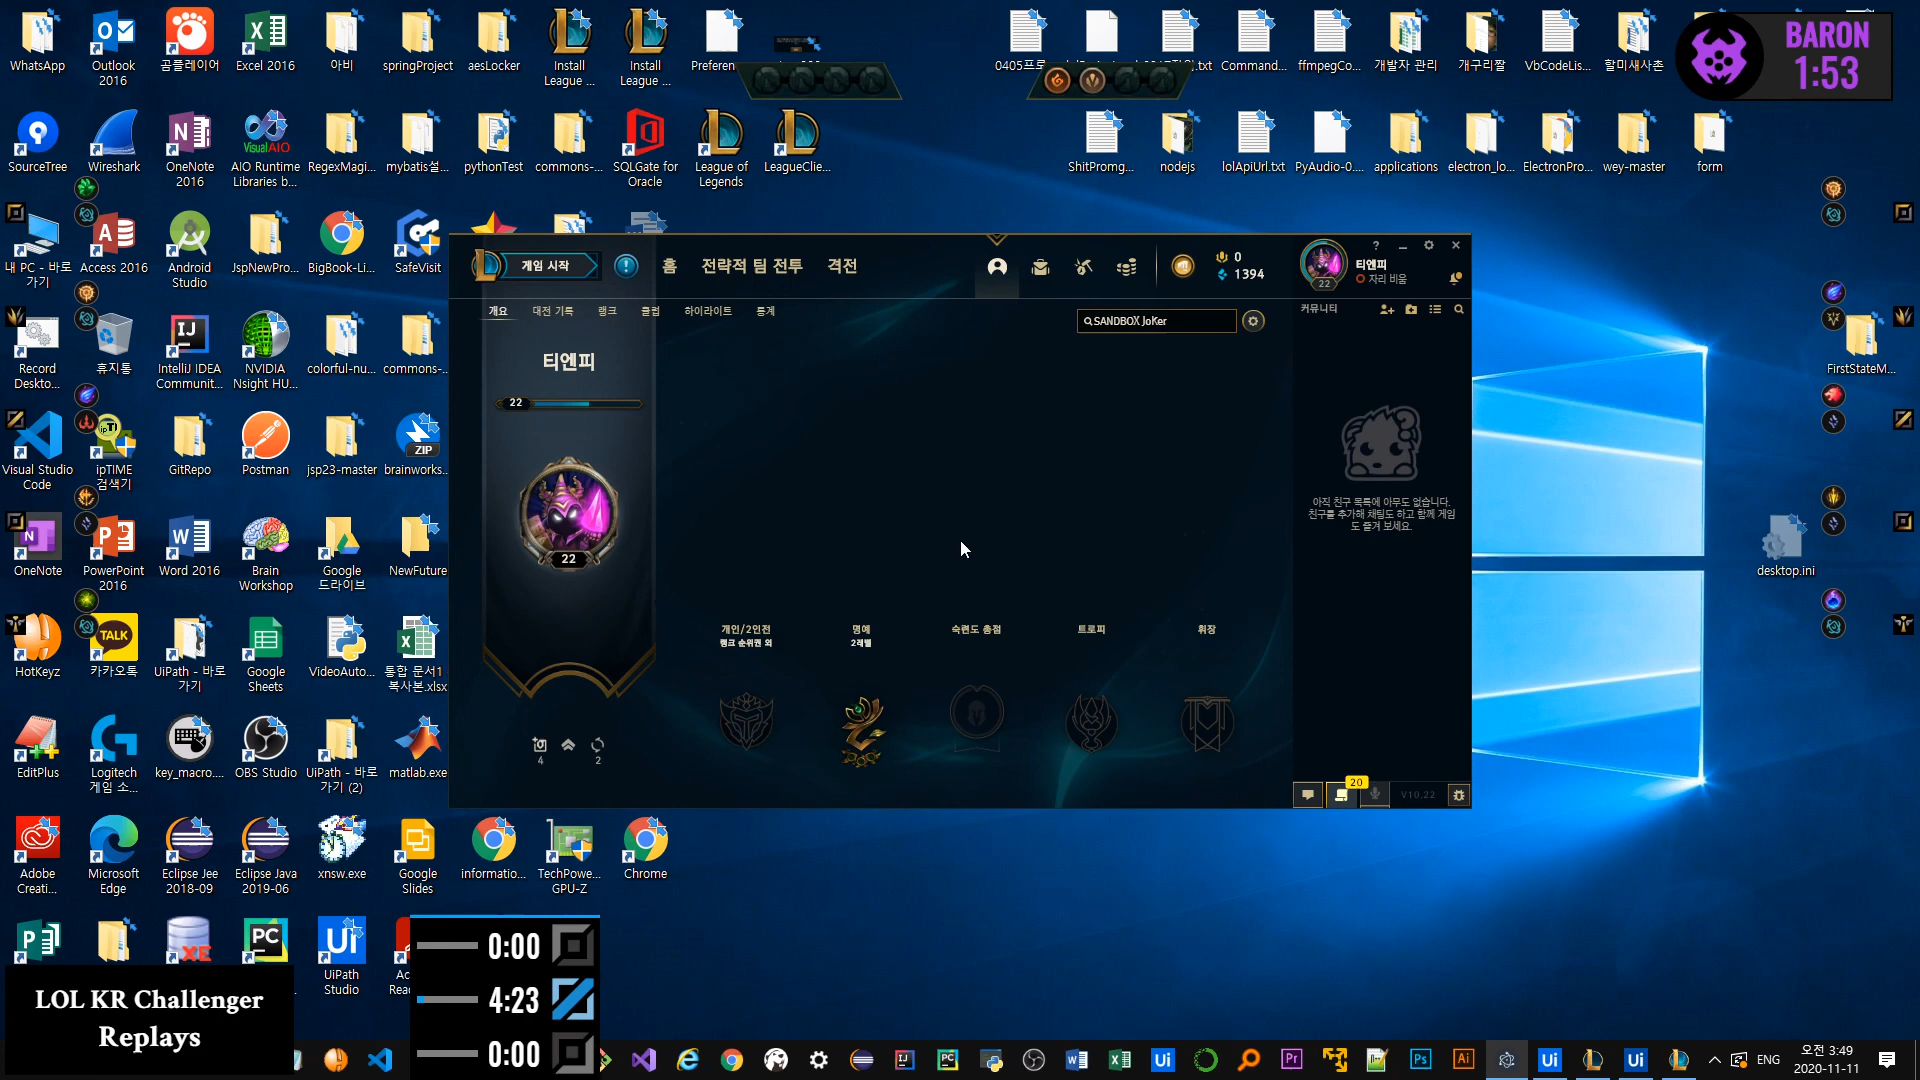 WhatsApp
Outlook 2016
곰플레이어
Excel 2016
아비
springProject
aesLocker
Install League ...
Install League ...
Preferen
0405프로
.txt
Command...
ffmpegCo...
개발자 관리
개구리짤
VbCodeLis...
할미새사촌
BARON
1:53
SourceTree
Wireshark
OneNote 2016
AIO Runtime Libraries b...
RegexMagi...
mybatis설...
pythonTest
commons-...
SQLGate for Oracle
League of Legends
LeagueClie...
ShitPromg...
nodejs
lolApiUrl.txt
PyAudio-0....
applications
electron_lo...
ElectronPro...
wey-master
form
내 PC - 바로 가기
Access 2016
Android Studio
JspNewPro...
BigBook-Li...
SafeVisit
게임 시작
홈
전략적 팀 전투
격전
0
1394
22
티엔피
자리 비움
개요
대전 기록
랭크
클럽
하이라이트
통계
SANDBOX JoKer
커뮤니티
Record Deskto...
휴지통
IntelliJ IDEA Communit...
NVIDIA Nsight HU...
colorful-nu...
commons-...
티엔피
22
FirstStateM...
Visual Studio Code
ipTIME 검색기
GitRepo
Postman
jsp23-master
brainworks...
아직 친구 목록에 아무도 없습니다.
친구를 추가해 채팅도 하고 함께 게임
도 즐겨 보세요.
22
OneNote
PowerPoint 2016
Word 2016
Brain Workshop
Google 드라이브
NewFuture
desktop.ini
개인/2인전
랭크 순위권 외
명예
2레벨
숙련도 총점
트로피
휘장
HotKeyz
카카오톡
UiPath - 바로 가기
Google Sheets
VideoAuto...
통합 문서1 복사본.xlsx
4
2
EditPlus
Logitech 게임 소...
key_macro....
OBS Studio
UiPath - 바로 가기 (2)
matlab.exe
20
V10.22
Adobe Creati...
Microsoft Edge
Eclipse Jee 2018-09
Eclipse Java 2019-06
xnsw.exe
Google Slides
informatio...
TechPowe... GPU-Z
Chrome
UiPath Studio
0:00
4:23
0:00
LOL KR Challenger
Replays
ENG
오전 3:49
2020-11-11